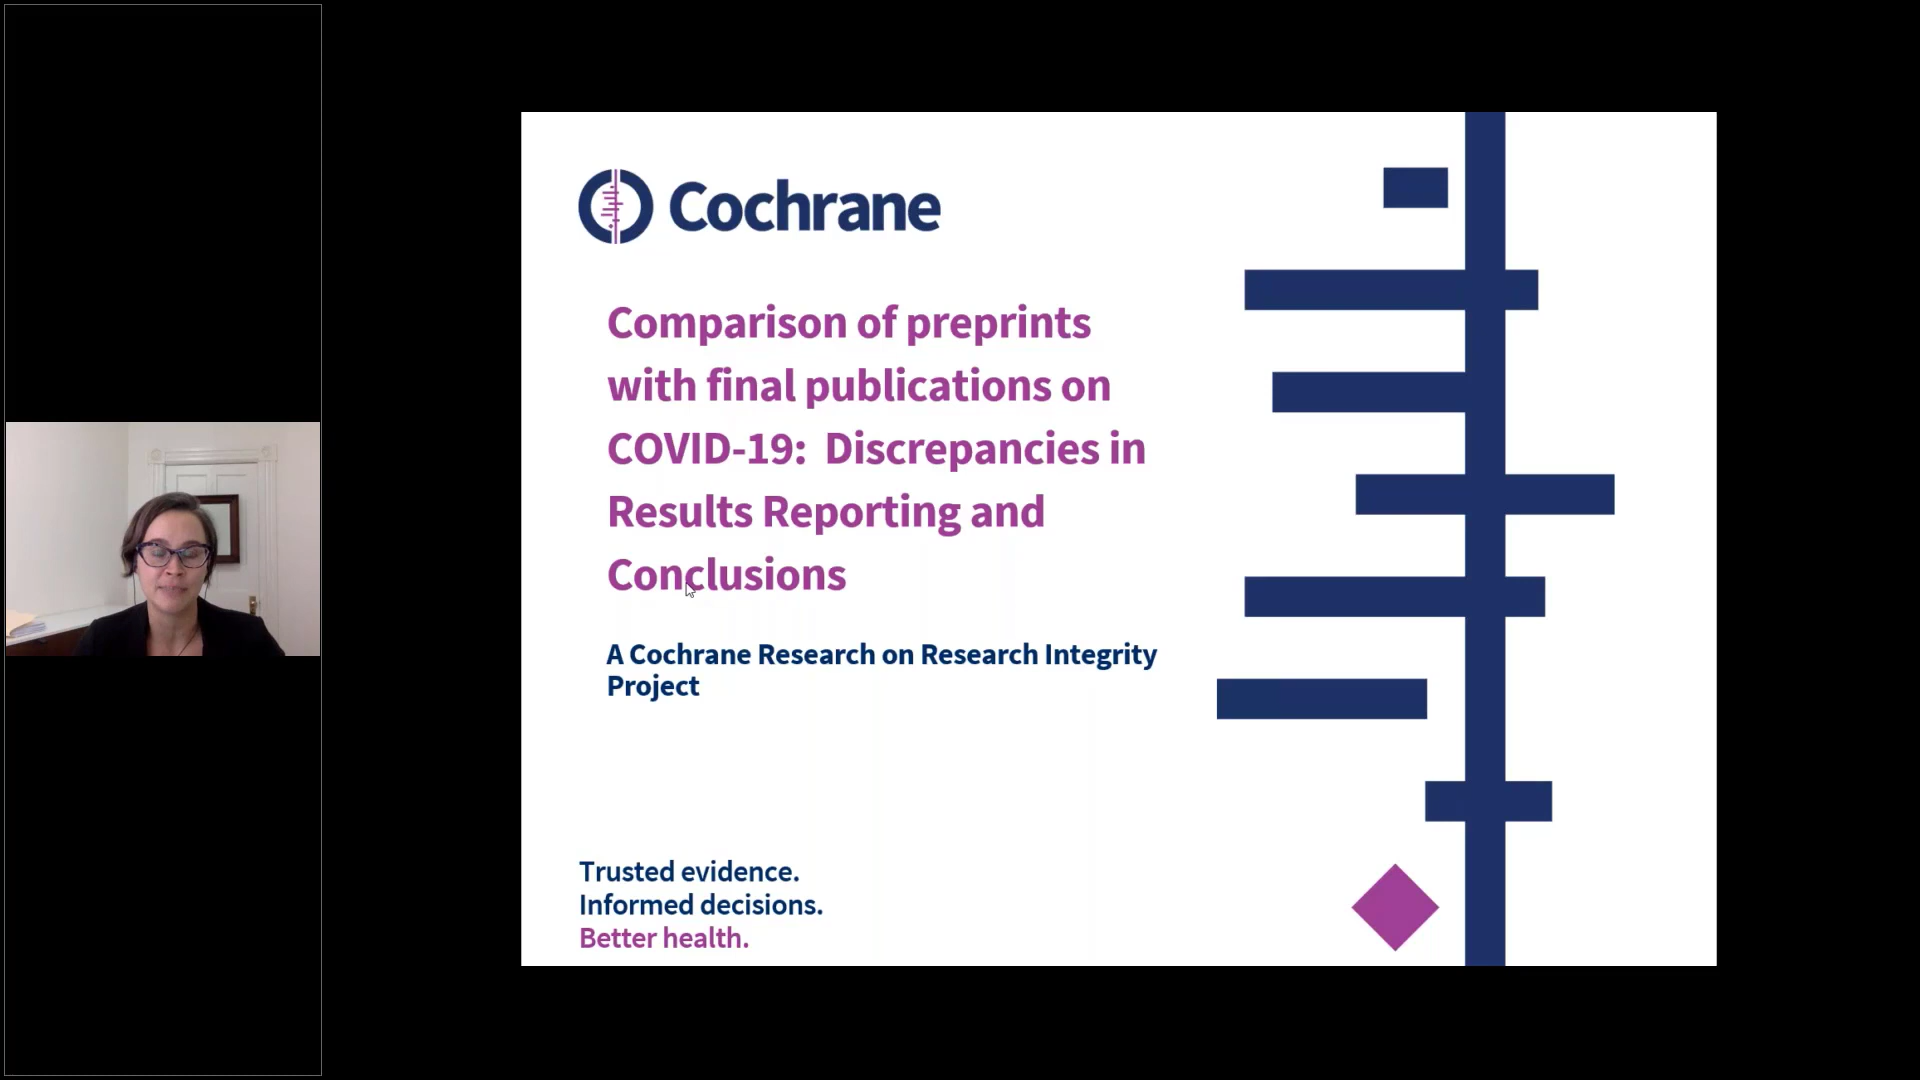 Cochrane
Comparison of preprints
with final publications on
COVID-19:  Discrepancies in
Results Reporting and
Conclusions
A Cochrane Research on Research Integrity
Project
Trusted evidence.
Informed decisions.
Better health.